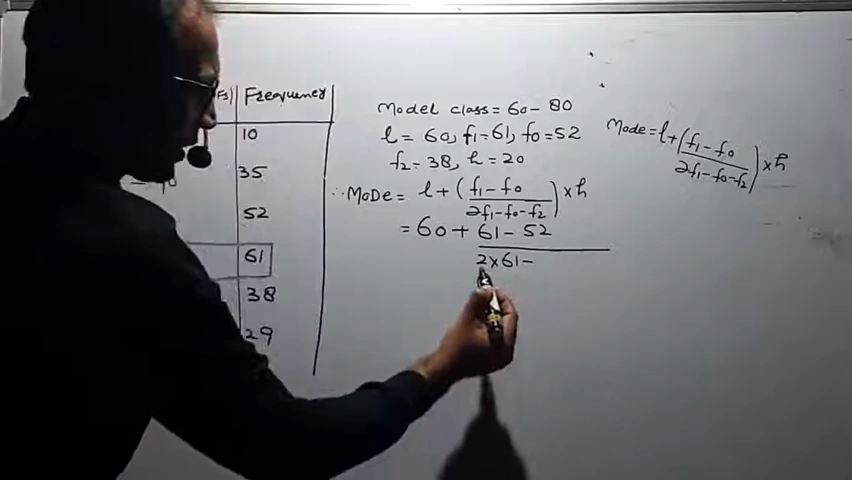 Frequency
10
35
52
61
38
29
Model class = 60 - 80
l = 60, f1 = 61, f0 = 52
f2 = 38, h = 20
∴ MoDe = l + (f1 - f0 / 2f1 - f0 - f2) × h
= 60 + 61 - 52
2 × 61 -
Mode = l + (f1 - f0 / 2f1 - f0 - f2) × h